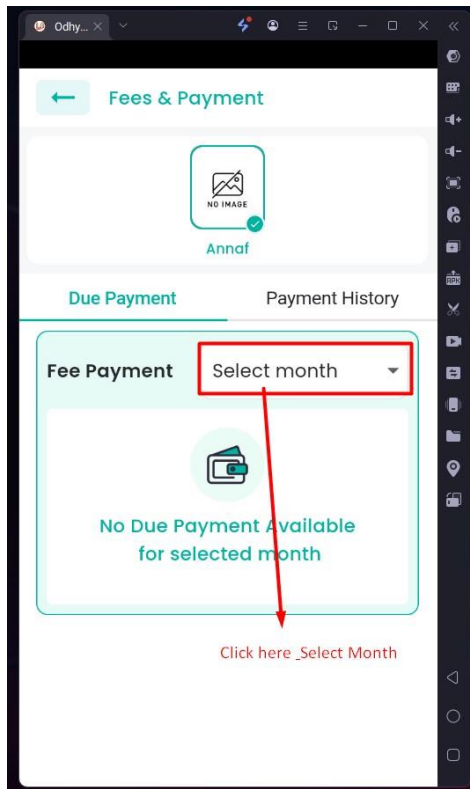 Odhy...
Fees & Payment
NO IMAGE
Annaf
Due Payment
Payment History
Fee Payment
Select month
No Due Payment Available
for selected month
Click here _Select Month
APK